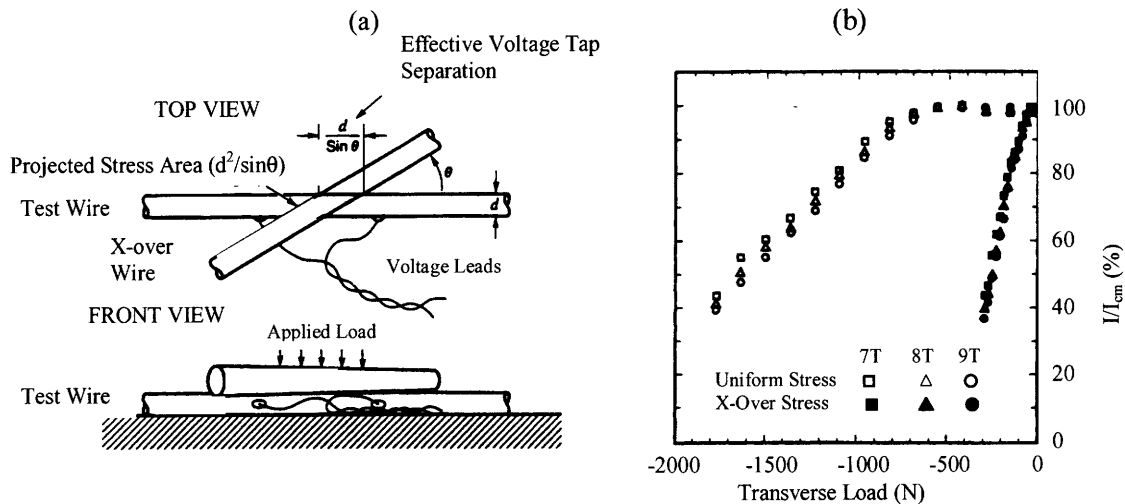 (a)
Effective Voltage Tap
Separation
TOP VIEW
d
Sin θ
Projected Stress Area (d²/sinθ)
θ
Test Wire
d
X-over
Wire
Voltage Leads
FRONT VIEW
Applied Load
Test Wire
(b)
100
80
60
40
20
0
I/Icm (%)
7T 8T 9T
Uniform Stress
X-Over Stress
-2000 -1500 -1000 -500 0
Transverse Load (N)